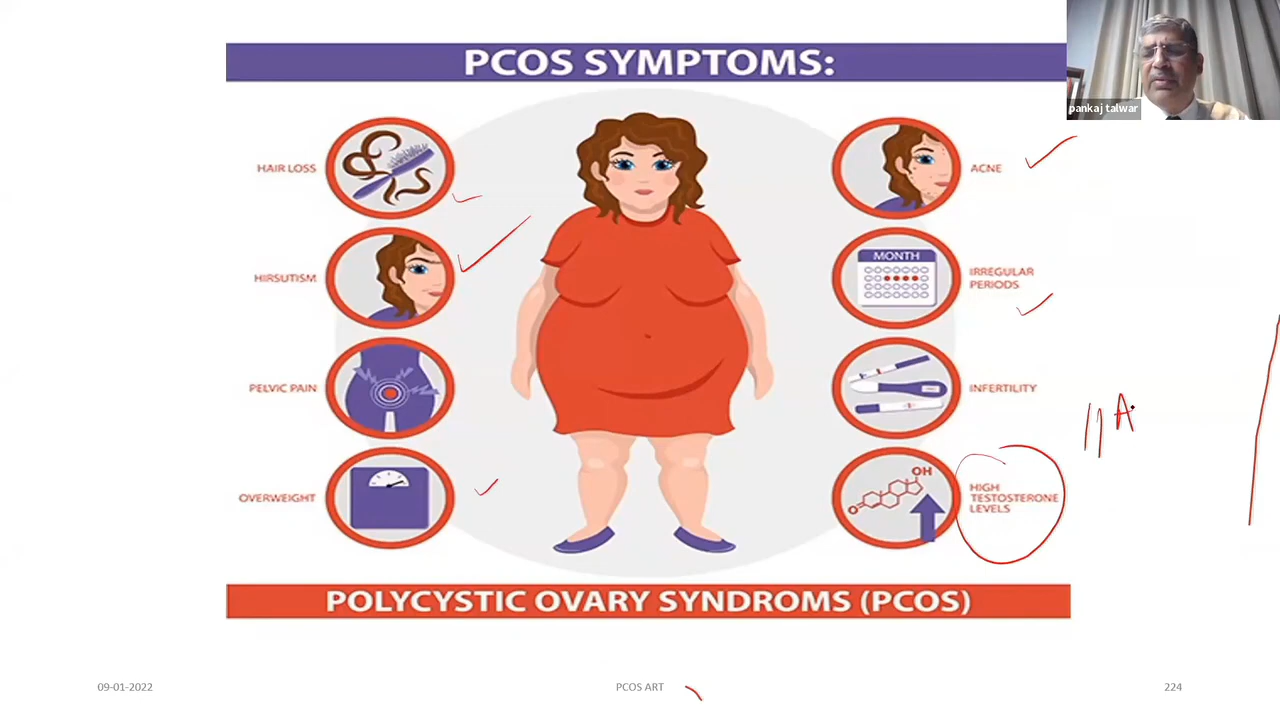 PCOS SYMPTOMS:
pankaj talwar
HAIR LOSS
HIRSUTISM
PELVIC PAIN
OVERWEIGHT
ACNE
MONTH
IRREGULAR
PERIODS
INFERTILITY
OH
O
HIGH
TESTOSTERONE
LEVELS
A
POLYCYSTIC OVARY SYNDROMS (PCOS)
09-01-2022
PCOS ART
224